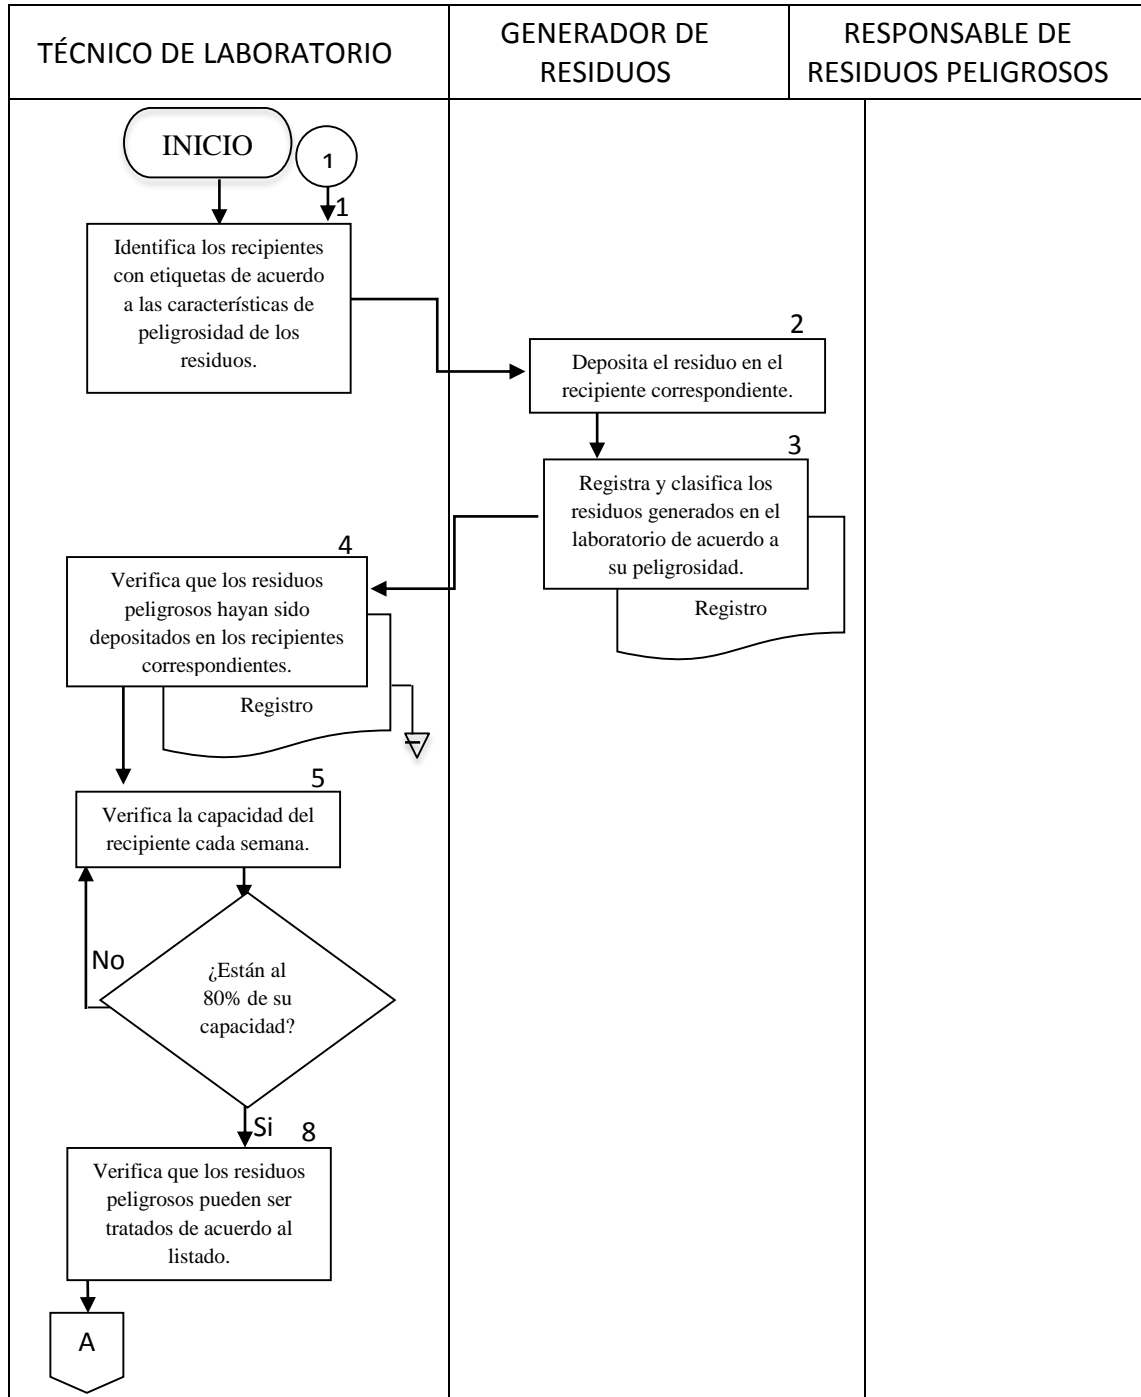 TÉCNICO DE LABORATORIO
GENERADOR DE
RESIDUOS
RESPONSABLE DE
RESIDUOS PELIGROSOS
INICIO
1
1
Identifica los recipientes
con etiquetas de acuerdo
a las características de
peligrosidad de los
residuos.
2
Deposita el residuo en el
recipiente correspondiente.
3
Registra y clasifica los
residuos generados en el
laboratorio de acuerdo a
su peligrosidad.
Registro
4
Verifica que los residuos
peligrosos hayan sido
depositados en los recipientes
correspondientes.
Registro
5
Verifica la capacidad del
recipiente cada semana.
No
¿Están al
80% de su
capacidad?
Si
8
Verifica que los residuos
peligrosos pueden ser
tratados de acuerdo al
listado.
A